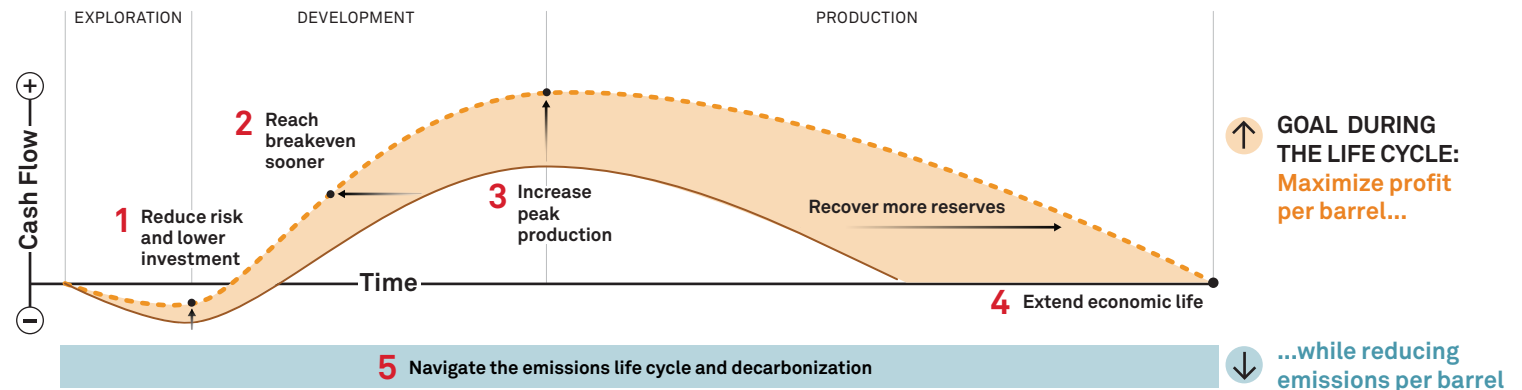 EXPLORATION
DEVELOPMENT
PRODUCTION
+
Cash Flow
−
Time
1 Reduce risk
and lower
investment
2 Reach
breakeven
sooner
3 Increase
peak
production
Recover more reserves
4 Extend economic life
5 Navigate the emissions life cycle and decarbonization
GOAL DURING
THE LIFE CYCLE:
Maximize profit
per barrel...
...while reducing
emissions per barrel